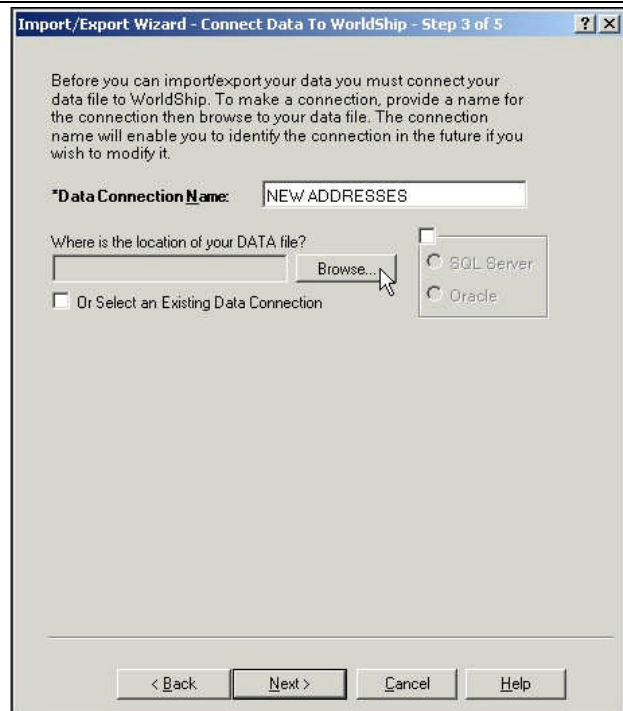 Import/Export Wizard - Connect Data To WorldShip - Step 3 of 5
Before you can import/export your data you must connect your
data file to WorldShip. To make a connection, provide a name for
the connection then browse to your data file. The connection
name will enable you to identify the connection in the future if you
wish to modify it.
*Data Connection Name: NEW ADDRESSES
Where is the location of your DATA file?
Browse...
SQL Server
Or Select an Existing Data Connection
Oracle
< Back Next > Cancel Help